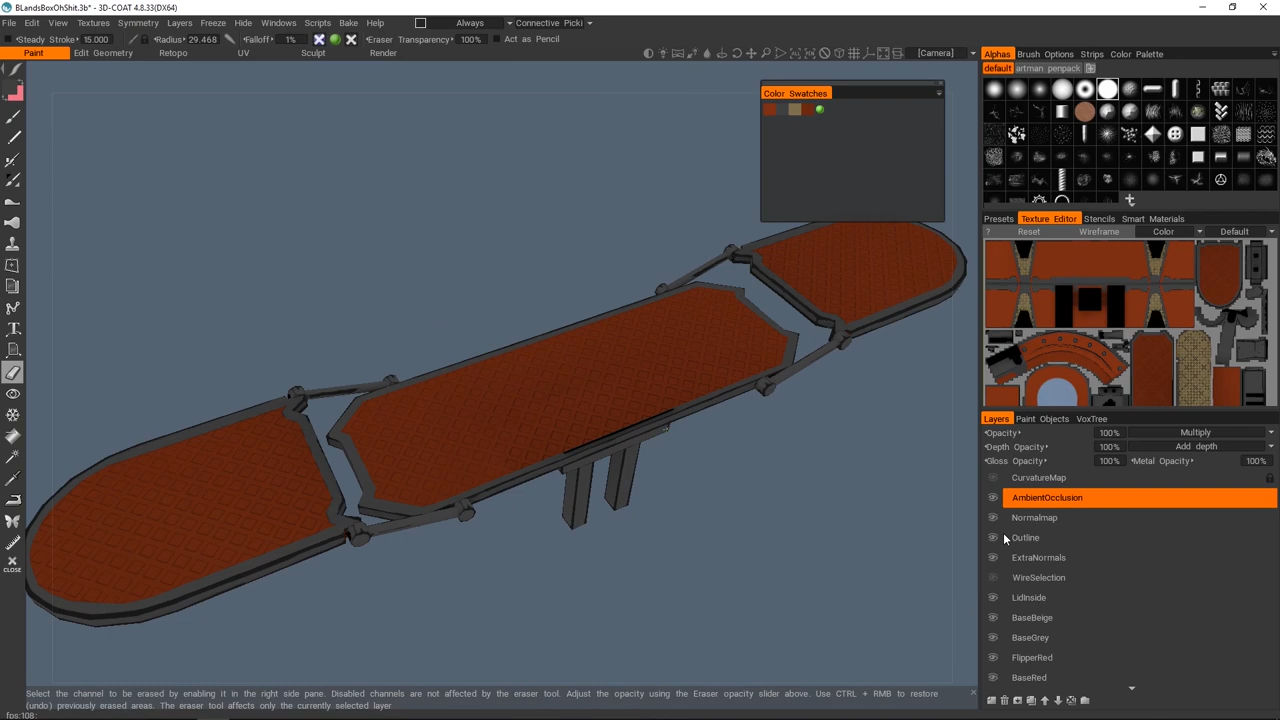 BLandsBoxOhShit.3b* - 3D-COAT 4.8.33(DX64)
File Edit View Textures Symmetry Layers Freeze Hide Windows Scripts Bake Help Always Connective Picki
Steady Stroke 15.000 Radius 29.468 Falloff 1% Eraser Transparency 100% Act as Pencil
Paint Edit Geometry Retopo UV Sculpt Render [Camera]
Alphas Brush Options Strips Color Palette
default artman penpack
Color Swatches
Presets Texture Editor Stencils Smart Materials
? Reset Wireframe Color Default
CLOSE
Layers Paint Objects VoxTree
Opacity 100% Multiply
Depth Opacity 100% Add depth
Gloss Opacity 100% Metal Opacity 100%
CurvatureMap
AmbientOcclusion
Normalmap
Outline
ExtraNormals
WireSelection
LidInside
BaseBeige
BaseGrey
FlipperRed
BaseRed
Select the channel to be erased by enabling it in the right side pane. Disabled channels are not affected by the eraser tool. Adjust the opacity using the Eraser opacity slider above. Use CTRL + RMB to restore
(undo) previously erased areas. The eraser tool affects only the currently selected layer
fps:108